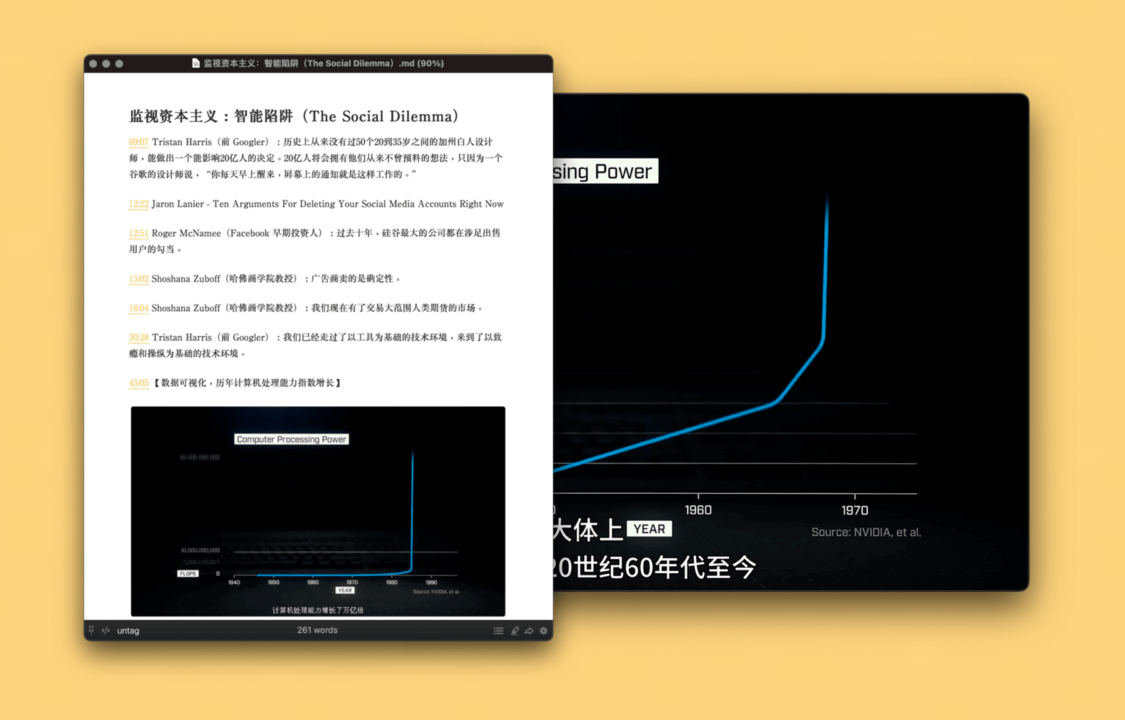 监视资本主义：智能陷阱（The Social Dilemma）.md (90%)
监视资本主义：智能陷阱（The Social Dilemma）
09:07 Tristan Harris（前 Googler）：历史上从来没有过50个20到35岁之间的加州白人设计
师，能做出一个能影响20亿人的决定。20亿人将会拥有他们从来不曾预料的想法，只因为一个
谷歌的设计师说，“你每天早上醒来，屏幕上的通知就是这样工作的。”
12:22 Jaron Lanier - Ten Arguments For Deleting Your Social Media Accounts Right Now
12:51 Roger McNamee（Facebook 早期投资人）：过去十年，硅谷最大的公司都在涉足出售
用户的勾当。
15:02 Shoshana Zuboff（哈佛商学院教授）：广告商卖的是确定性。
16:04 Shoshana Zuboff（哈佛商学院教授）：我们现在有了交易大范围人类期货的市场。
30:28 Tristan Harris（前 Googler）：我们已经走过了以工具为基础的技术环境，来到了以致
瘾和操纵为基础的技术环境。
45:05 【数据可视化，历年计算机处理能力指数增长】
Computer Processing Power
10,000,000,000
FLOPS 0
1940 1950 1960 1970 1980 1990
YEAR
Source: NVIDIA, et al.
计算机处理能力增长了万亿倍
untag 261 words
sing Power
0 1960 1970
大体上 YEAR
Source: NVIDIA, et al.
20世纪60年代至今